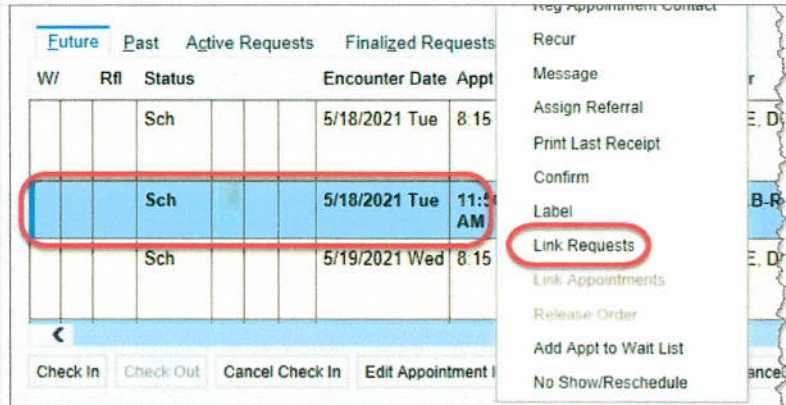 Reg Appointment Contact
Future Past Active Requests Finalized Requests
Recur
W/ Rfl Status Encounter Date Appt
Message
Sch 5/18/2021 Tue 8:15
Assign Referral
Print Last Receipt
Confirm
Sch 5/18/2021 Tue
AM
Label
Link Requests
Sch 5/19/2021 Wed 8:15
Link Appointments
Release Order
Add Appt to Wait List
Check In Check Out Cancel Check In Edit Appointment
No Show/Reschedule